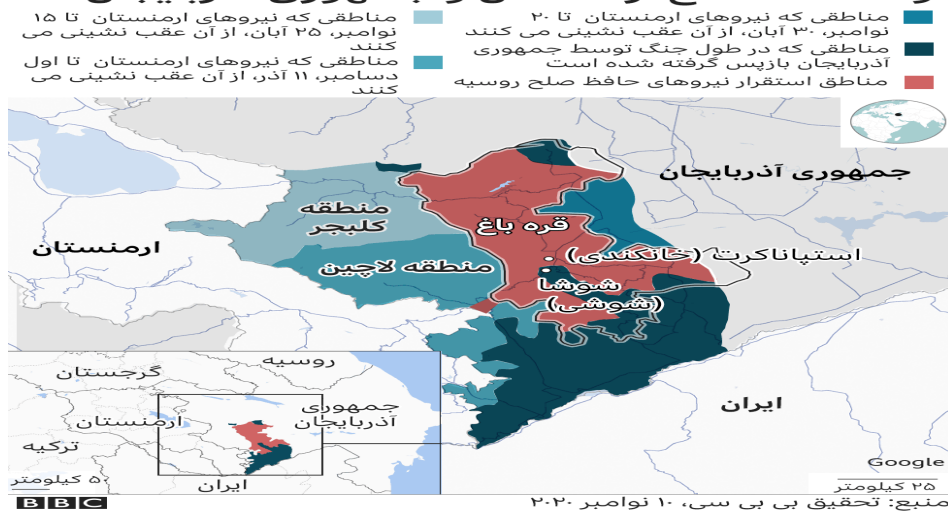 مناطقی که نیروهای ارمنستان تا ۲۰
نوامبر، ۳۰ آبان، از آن عقب نشینی می کنند
مناطقی که در طول جنگ توسط جمهوری
آذربایجان بازپس گرفته شده است
مناطق استقرار نیروهای حافظ صلح روسیه
مناطقی که نیروهای ارمنستان تا ۱۵
نوامبر، ۲۵ آبان، از آن عقب نشینی می
کنند
مناطقی که نیروهای ارمنستان تا اول
دسامبر، ۱۱ آذر، از آن عقب نشینی می
کنند
جمهوری آذربایجان
منطقه
کلبجر
قره باغ
ارمنستان
استپاناکرت (خانکندی)
منطقه لاچین
شوشا
(شوشی)
ایران
روسیه
گرجستان
جمهوری
آذربایجان
ارمنستان
ترکیه
ایران
۵۰ کیلومتر
Google
۲۵ کیلومتر
منبع: تحقیق بی بی سی، ۱۰ نوامبر ۲۰۲۰
BBC